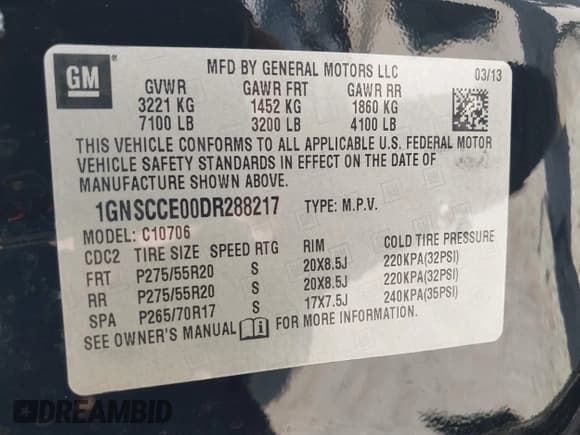 GM
MFD BY GENERAL MOTORS LLC 03/13
GVWR GAWR FRT GAWR RR
3221 KG 1452 KG 1860 KG
7100 LB 3200 LB 4100 LB
THIS VEHICLE CONFORMS TO ALL APPLICABLE U.S. FEDERAL MOTOR
VEHICLE SAFETY STANDARDS IN EFFECT ON THE DATE OF
MANUFACTURE SHOWN ABOVE.
1GNSCCE00DR288217 TYPE: M.P.V.
MODEL: C10706
CDC2 TIRE SIZE SPEED RTG RIM COLD TIRE PRESSURE
FRT P275/55R20 S 20X8.5J 220KPA(32PSI)
RR P275/55R20 S 20X8.5J 220KPA(32PSI)
SPA P265/70R17 S 17X7.5J 240KPA(35PSI)
SEE OWNER'S MANUAL FOR MORE INFORMATION.
DREAMBID